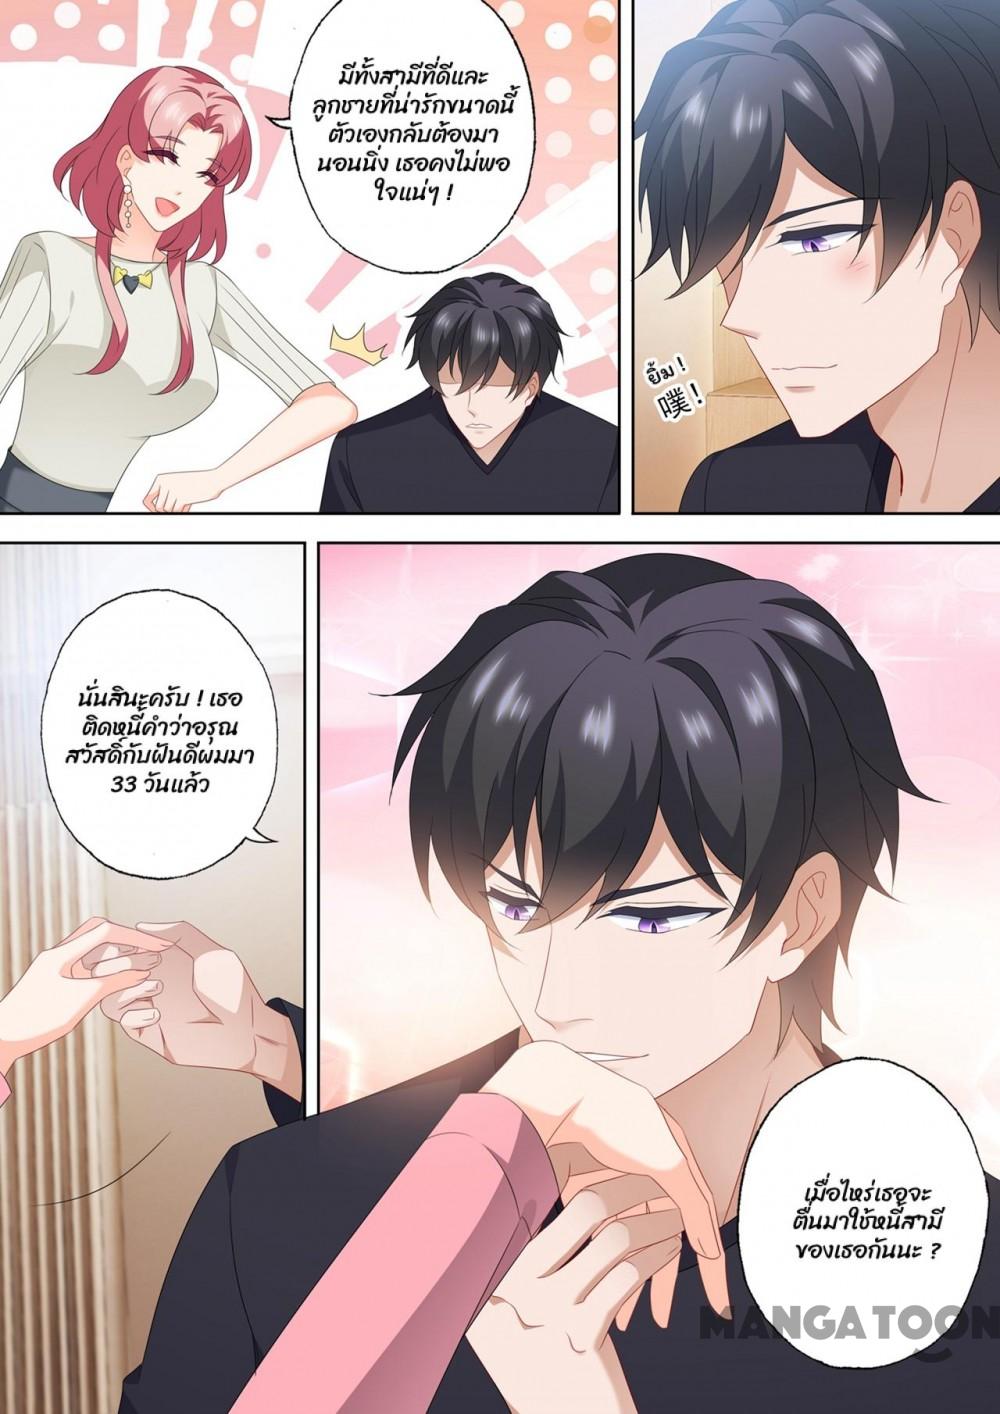 มีทั้งสามีที่ดีและ
ลูกชายที่น่ารักขนาดนี้
ตัวเองกลับต้องมา
นอนนิ่ง เธอคงไม่พอ
ใจแน่ๆ !
ยิ้ม !
噗!
นั่นสินะครับ ! เธอ
ติดหนี้คำว่าอรุณ
สวัสดิ์กับฝันดีผมมา
33 วันแล้ว
เมื่อไหร่เธอจะ
ตื่นมาใช้หนี้สามี
ของเธอกันนะ ?
MANGATOON